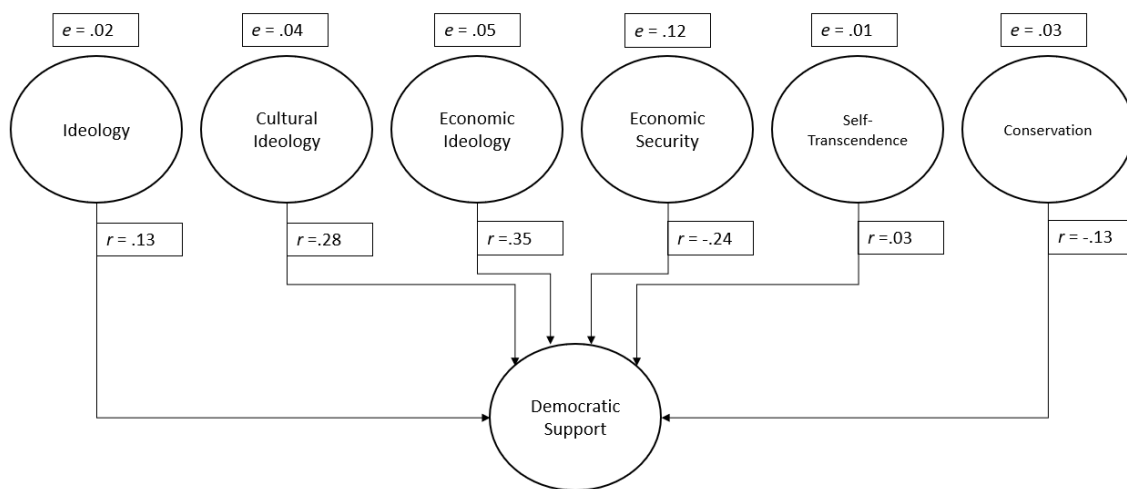 e = .02
e = .04
e = .05
e = .12
e = .01
e = .03
Ideology
Cultural
Ideology
Economic
Ideology
Economic
Security
Self-
Transcendence
Conservation
r = .13
r =.28
r =.35
r = -.24
r =.03
r = -.13
Democratic
Support